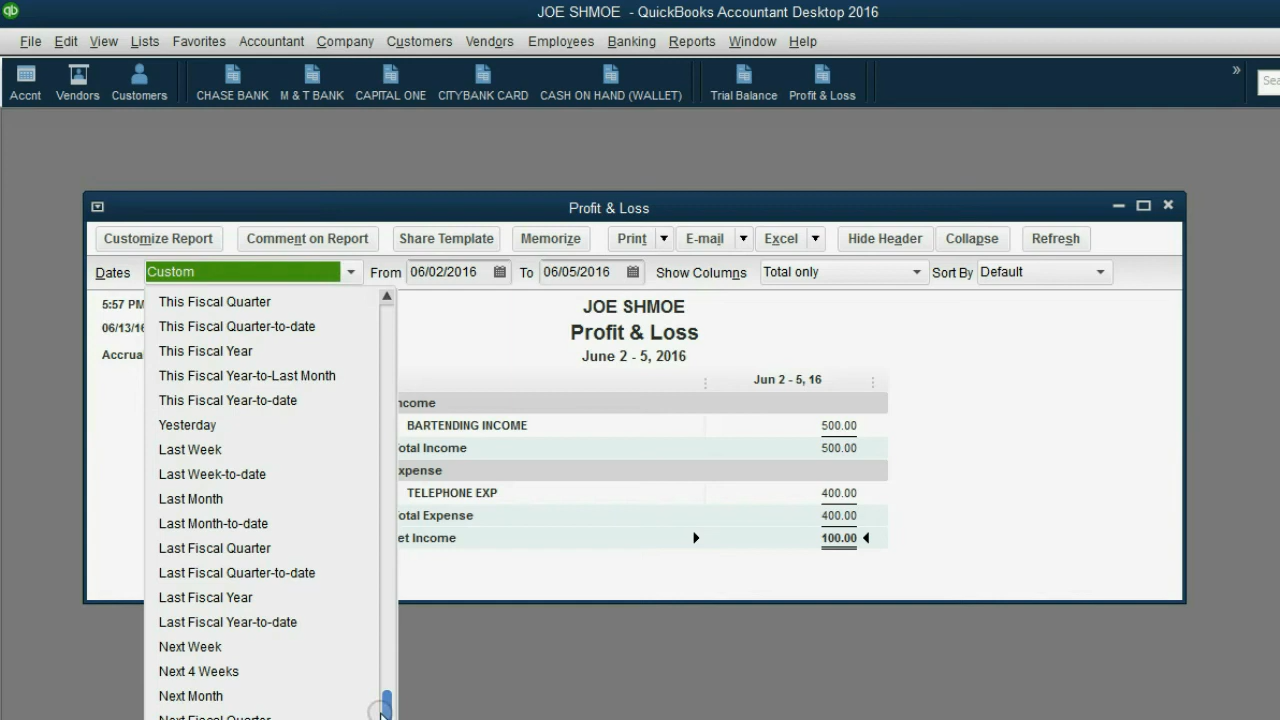 JOE SHMOE - QuickBooks Accountant Desktop 2016
File Edit View Lists Favorites Accountant Company Customers Vendors Employees Banking Reports Window Help
Accnt Vendors Customers CHASE BANK M & T BANK CAPITAL ONE CITYBANK CARD CASH ON HAND (WALLET) Trial Balance Profit & Loss » Sea
Profit & Loss
Customize Report Comment on Report Share Template Memorize Print E-mail Excel Hide Header Collapse Refresh
Dates Custom From 06/02/2016 To 06/05/2016 Show Columns Total only Sort By Default
5:57 PM
06/13/16
Accrua
This Fiscal Quarter
This Fiscal Quarter-to-date
This Fiscal Year
This Fiscal Year-to-Last Month
This Fiscal Year-to-date
Yesterday
Last Week
Last Week-to-date
Last Month
Last Month-to-date
Last Fiscal Quarter
Last Fiscal Quarter-to-date
Last Fiscal Year
Last Fiscal Year-to-date
Next Week
Next 4 Weeks
Next Month
Next Fiscal Quarter
JOE SHMOE
Profit & Loss
June 2 - 5, 2016
Jun 2 - 5, 16
ncome
BARTENDING INCOME 500.00
otal Income 500.00
xpense
TELEPHONE EXP 400.00
otal Expense 400.00
et Income 100.00